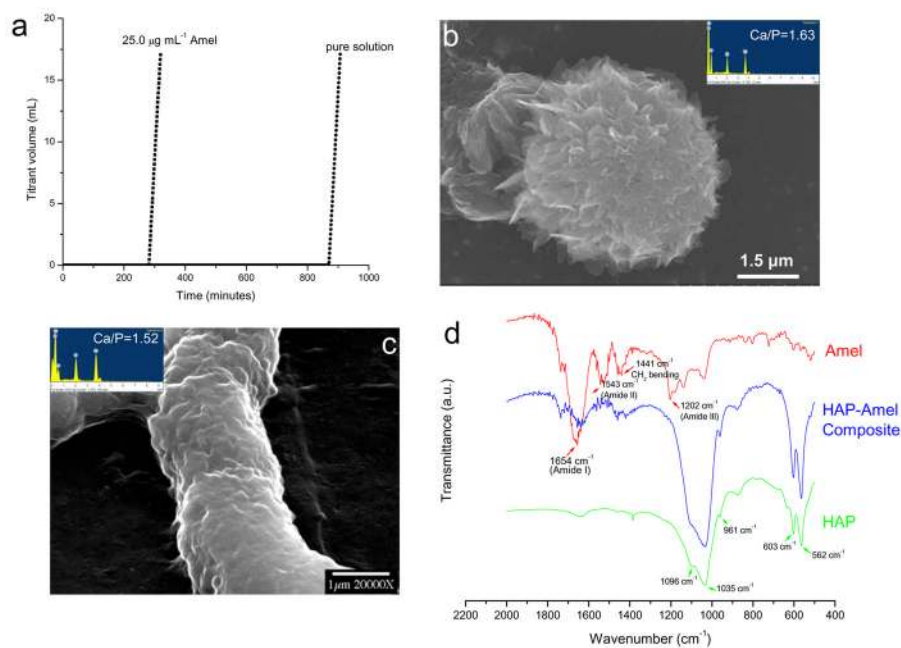 a
20
15
10
5
0
Titrant volume (mL)
25.0 μg mL⁻¹ Amel
pure solution
0 200 400 600 800 1000
Time (minutes)
b
Ca/P=1.63
1.5 μm
Ca/P=1.52
c
1μm 20000X
d
Transmittance (a.u.)
Amel
1441 cm⁻¹
CH₂ bending
1543 cm⁻¹
(Amide II)
1202 cm⁻¹
(Amide III)
1654 cm⁻¹
(Amide I)
HAP-Amel
Composite
HAP
961 cm⁻¹
603 cm⁻¹
562 cm⁻¹
1096 cm⁻¹
1035 cm⁻¹
2200 2000 1800 1600 1400 1200 1000 800 600 400
Wavenumber (cm⁻¹)